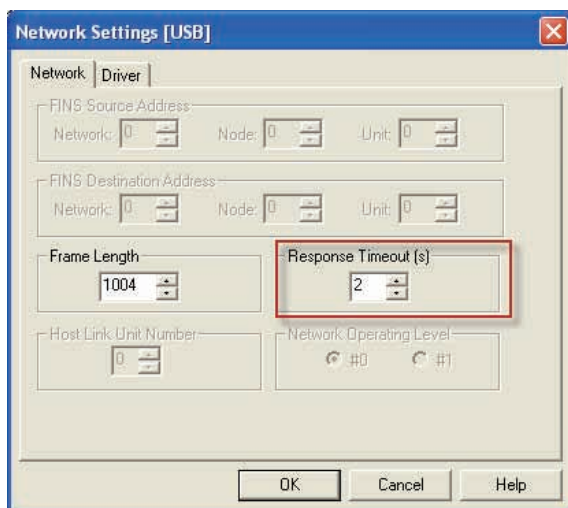 Network Settings [USB]
Network Driver
FINS Source Address
Network: 0 Node: 0 Unit: 0
FINS Destination Address
Network: 0 Node: 0 Unit: 0
Frame Length Response Timeout (s)
1004 2
Host Link Unit Number Network Operating Level
0 #0 #1
OK Cancel Help